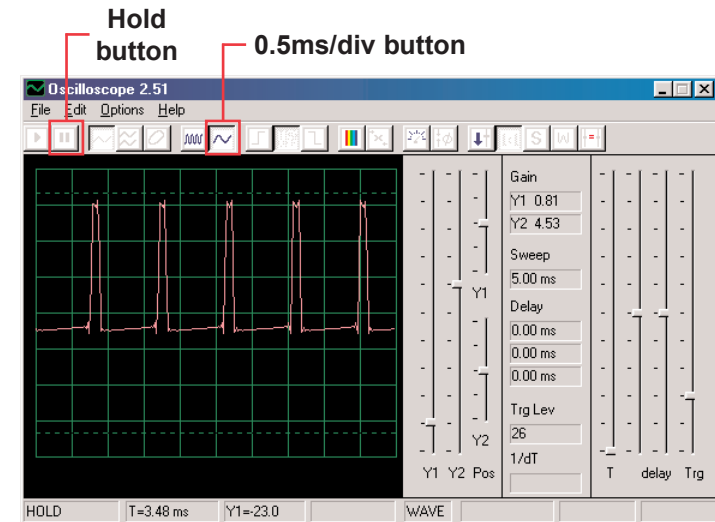 Hold
button
0.5ms/div button
Oscilloscope 2.51
File Edit Options Help
Gain
Y1 0.81
Y2 4.53
Sweep
5.00 ms
Y1
Delay
0.00 ms
0.00 ms
0.00 ms
Trg Lev
26
Y2
1/dT
Y1 Y2 Pos
T delay Trg
HOLD T=3.48 ms Y1=-23.0 WAVE